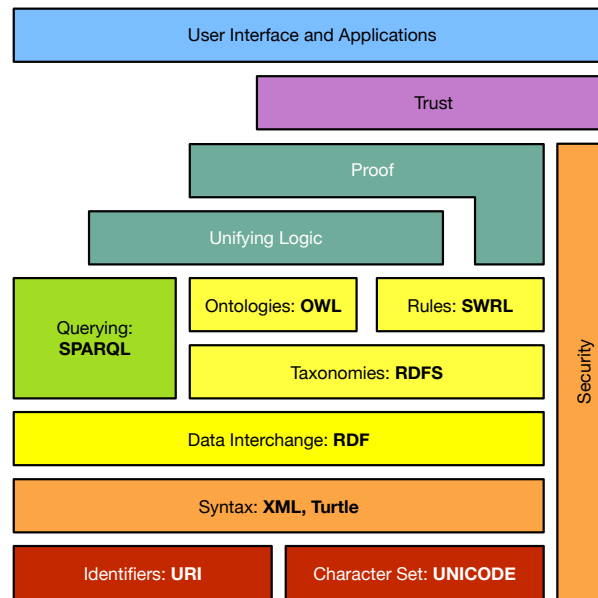 User Interface and Applications
Trust
Proof
Unifying Logic
Querying:
SPARQL
Ontologies: OWL
Rules: SWRL
Taxonomies: RDFS
Security
Data Interchange: RDF
Syntax: XML, Turtle
Identifiers: URI
Character Set: UNICODE